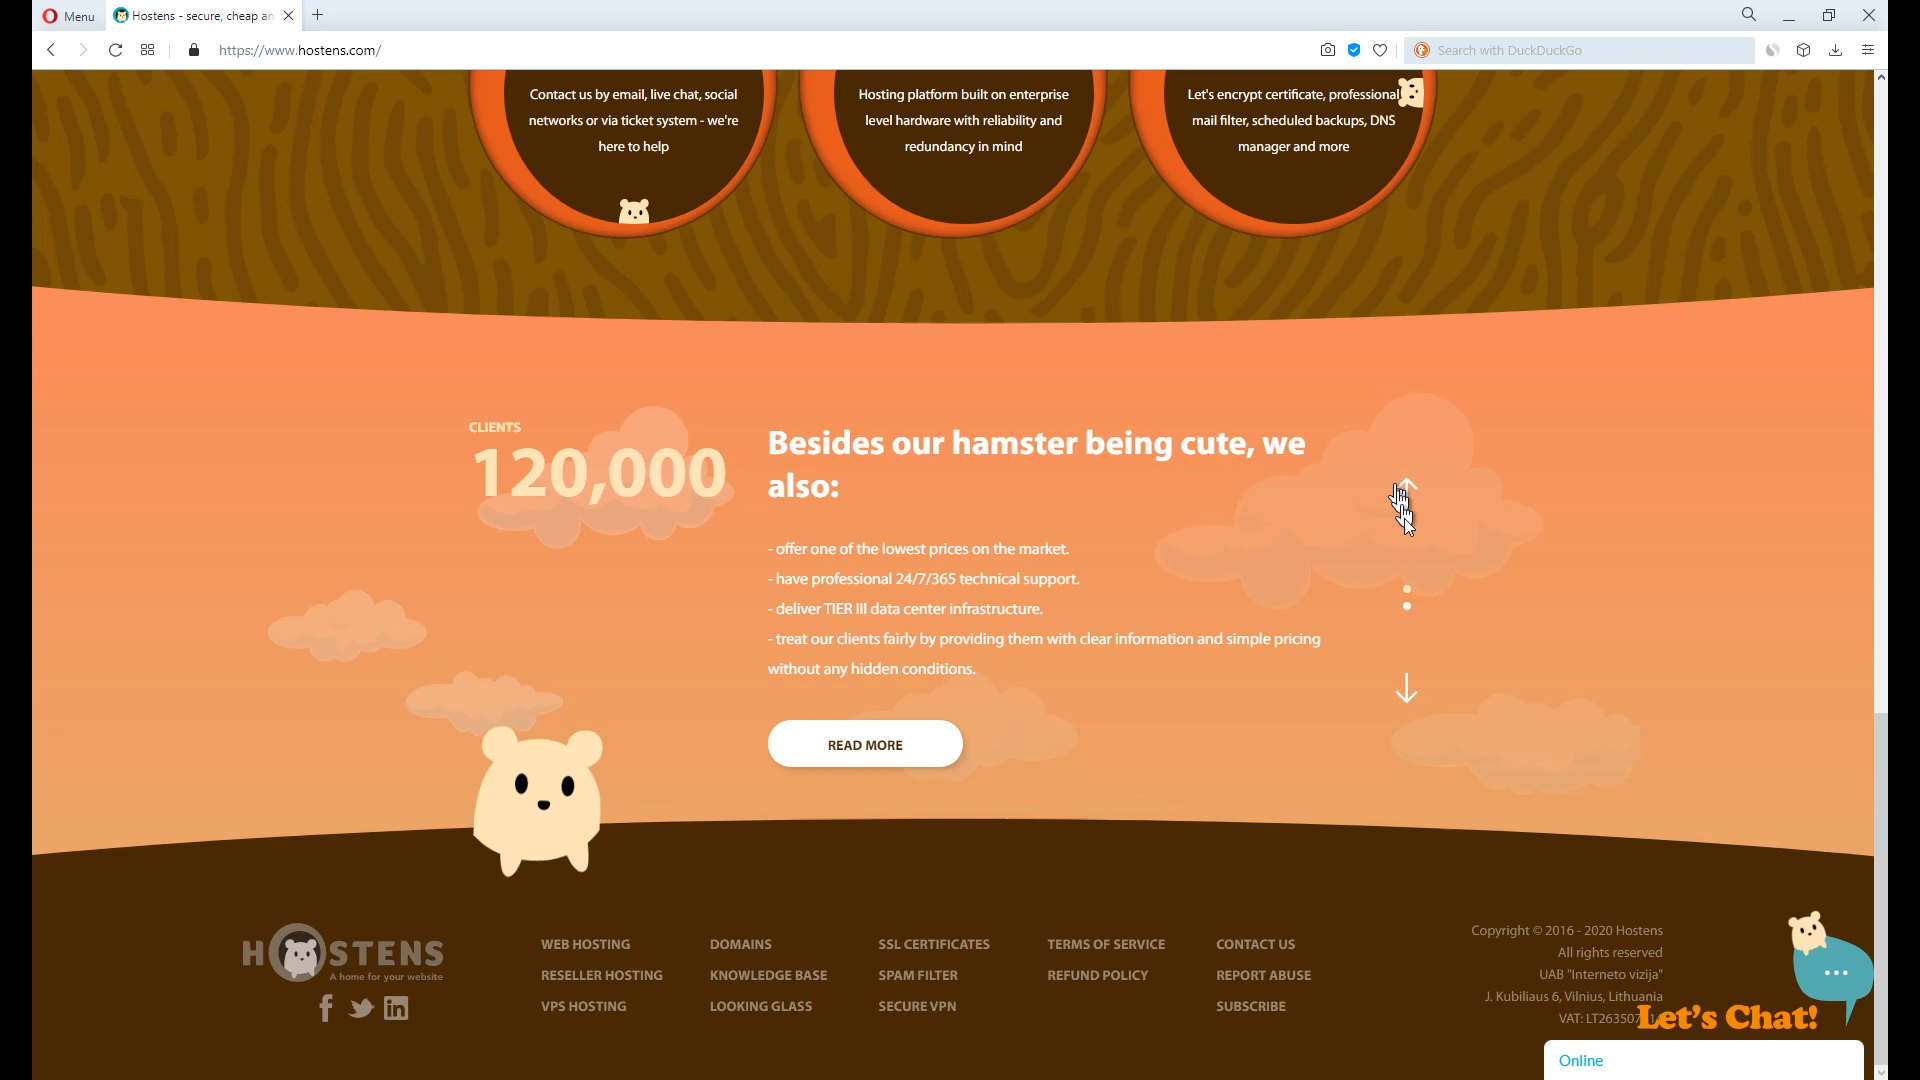 Menu
Hostens - secure, cheap an
https://www.hostens.com/
Search with DuckDuckGo
Contact us by email, live chat, social
networks or via ticket system - we're
here to help
Hosting platform built on enterprise
level hardware with reliability and
redundancy in mind
Let's encrypt certificate, professional
mail filter, scheduled backups, DNS
manager and more
CLIENTS
120,000
Besides our hamster being cute, we
also:
- offer one of the lowest prices on the market.
- have professional 24/7/365 technical support.
- deliver TIER III data center infrastructure.
- treat our clients fairly by providing them with clear information and simple pricing
without any hidden conditions.
READ MORE
HOSTENS
A home for your website
WEB HOSTING
RESELLER HOSTING
VPS HOSTING
DOMAINS
KNOWLEDGE BASE
LOOKING GLASS
SSL CERTIFICATES
SPAM FILTER
SECURE VPN
TERMS OF SERVICE
REFUND POLICY
CONTACT US
REPORT ABUSE
SUBSCRIBE
Copyright © 2016 - 2020 Hostens
All rights reserved
UAB "Interneto vizija"
J. Kubiliaus 6, Vilnius, Lithuania
VAT:
Let's Chat!
Online